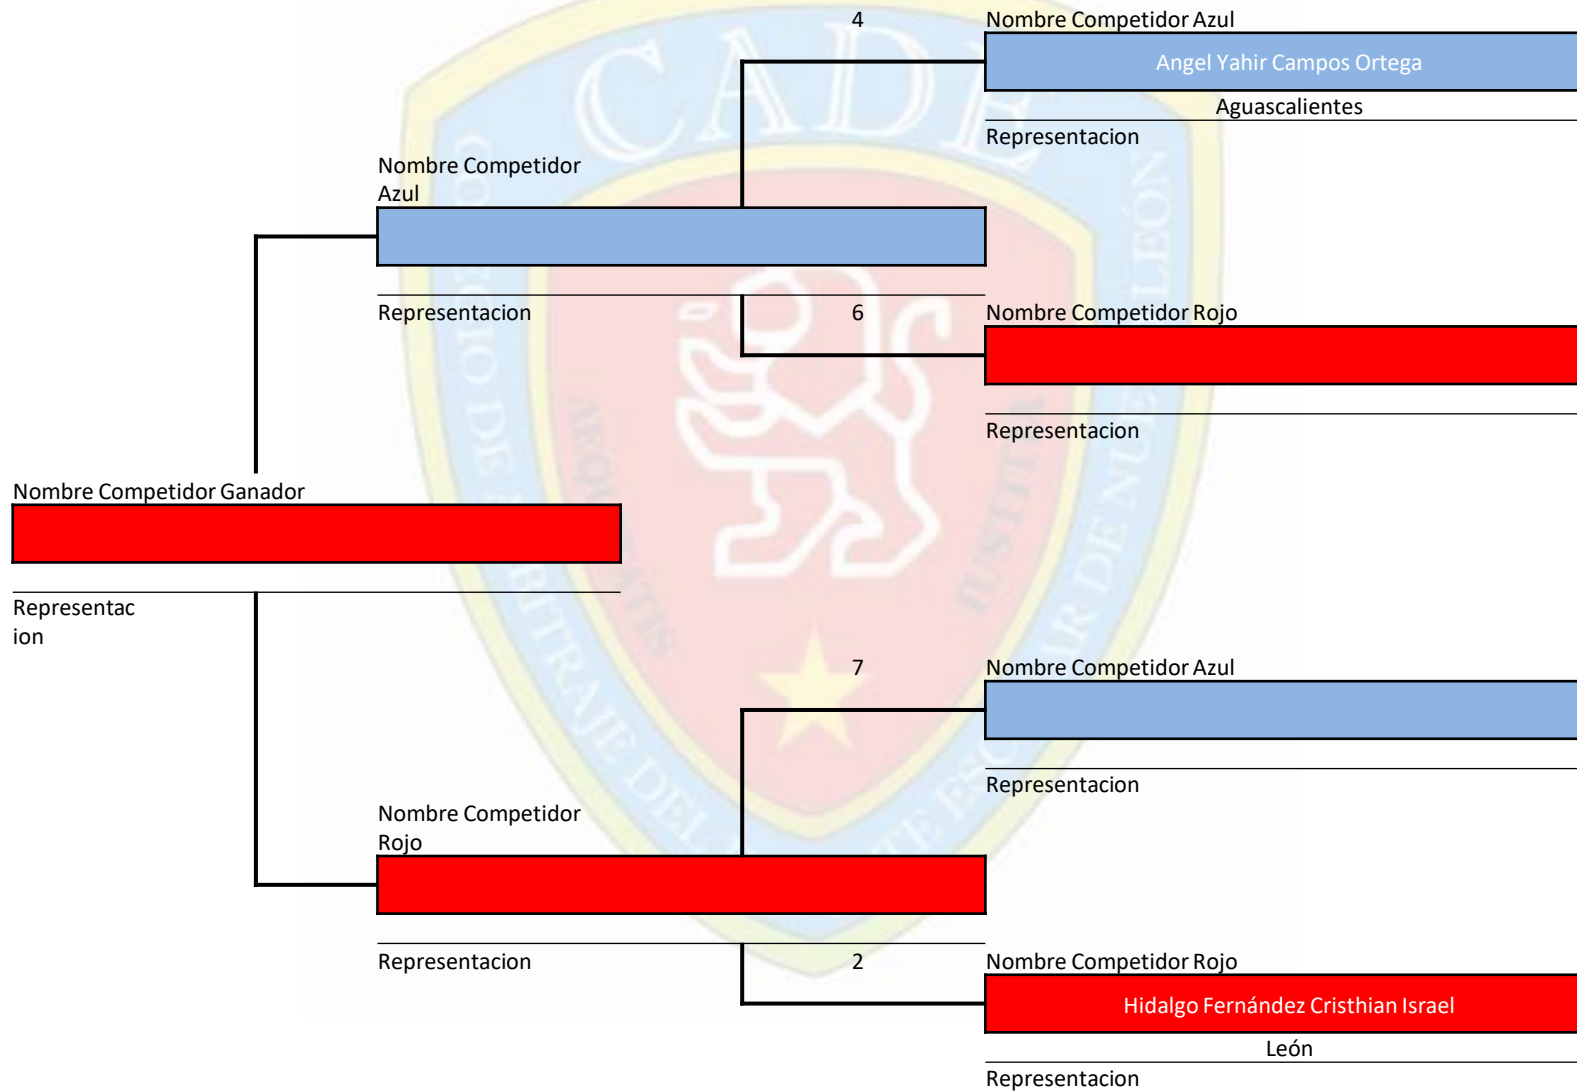 4
Nombre Competidor Azul
Angel Yahir Campos Ortega
Aguascalientes
Representacion
Nombre Competidor
Azul
Representacion
6
Nombre Competidor Rojo
Representacion
Nombre Competidor Ganador
Representac
ion
7
Nombre Competidor Azul
Representacion
Nombre Competidor
Rojo
Representacion
2
Nombre Competidor Rojo
Hidalgo Fernández Cristhian Israel
León
Representacion
CADE
IUSTITIA